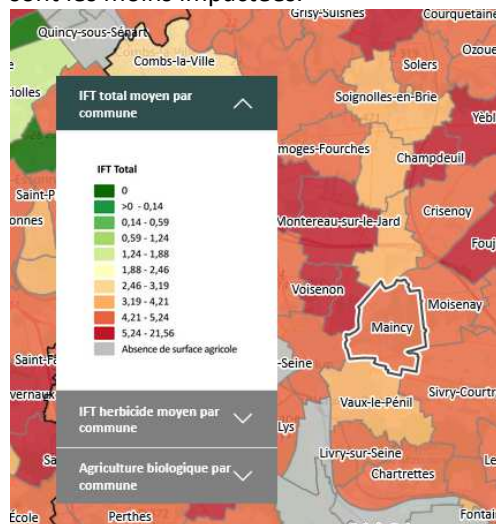 sont les moins impactées.
Grisy-Suisnes
Courquetaine
Quincy-sous-Sénart
Combs-la-Ville
Solers
IFT total moyen par
commune
Soignolles-en-Brie
IFT Total
0
>0 - 0,14
0,14 - 0,59
0,59 - 1,24
1,24 - 1,88
1,88 - 2,46
2,46 - 3,19
3,19 - 4,21
4,21 - 5,24
5,24 - 21,56
Absence de surface agricole
moges-Fourches
Champdeuil
Saint-P
onnes
Crisenoy
Montereau-sur-le-Jard
Fouj
Voisenon
Moisenay
Maincy
-Seine
IFT herbicide moyen par
commune
Vaux-le-Pénil
Sivry-Courtr
Lys
Livry-sur-Seine
Agriculture biologique par
commune
Chartrettes
Le
École
Perthes
Fontai